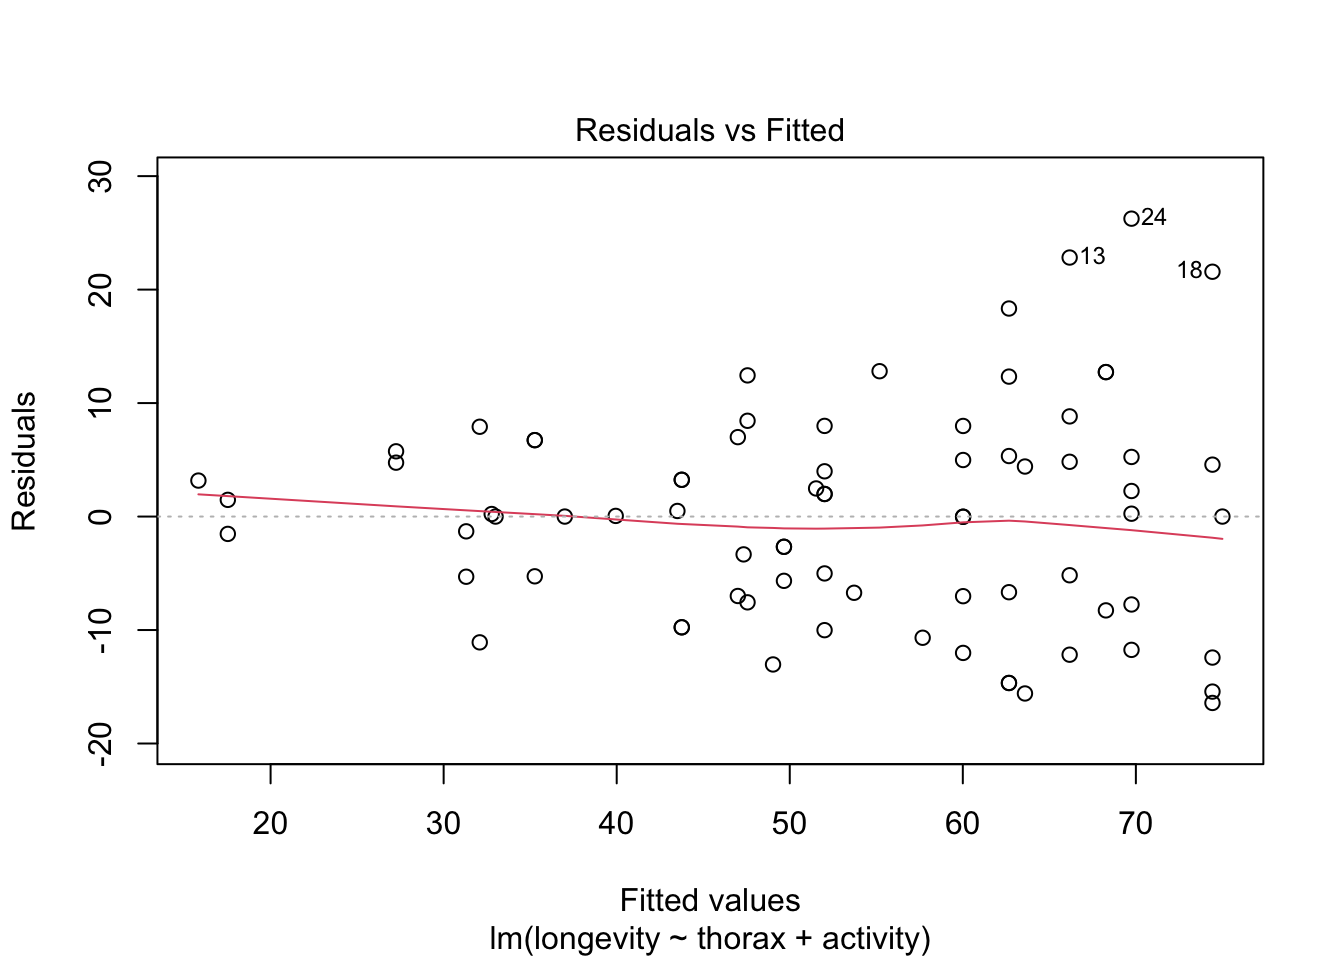 Residuals vs Fitted
30
20
10
0
-10
-20
Residuals
24
13
18
20 30 40 50 60 70
Fitted values
lm(longevity ~ thorax + activity)